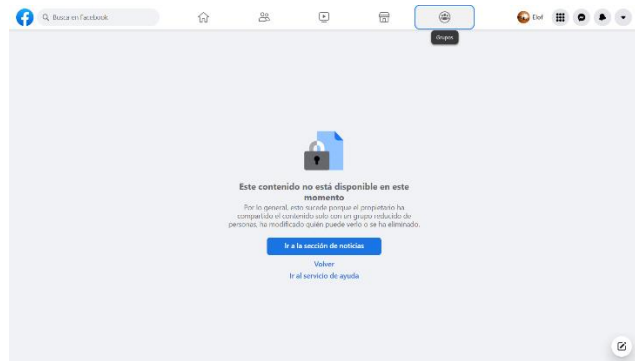 Busca en Facebook
Elof
Grupos
Este contenido no está disponible en este
momento
Por lo general, esto sucede porque el propietario ha
compartido el contenido solo con un grupo reducido de
personas, ha modificado quién puede verlo o se ha eliminado.
Ir a la sección de noticias
Volver
Ir al servicio de ayuda